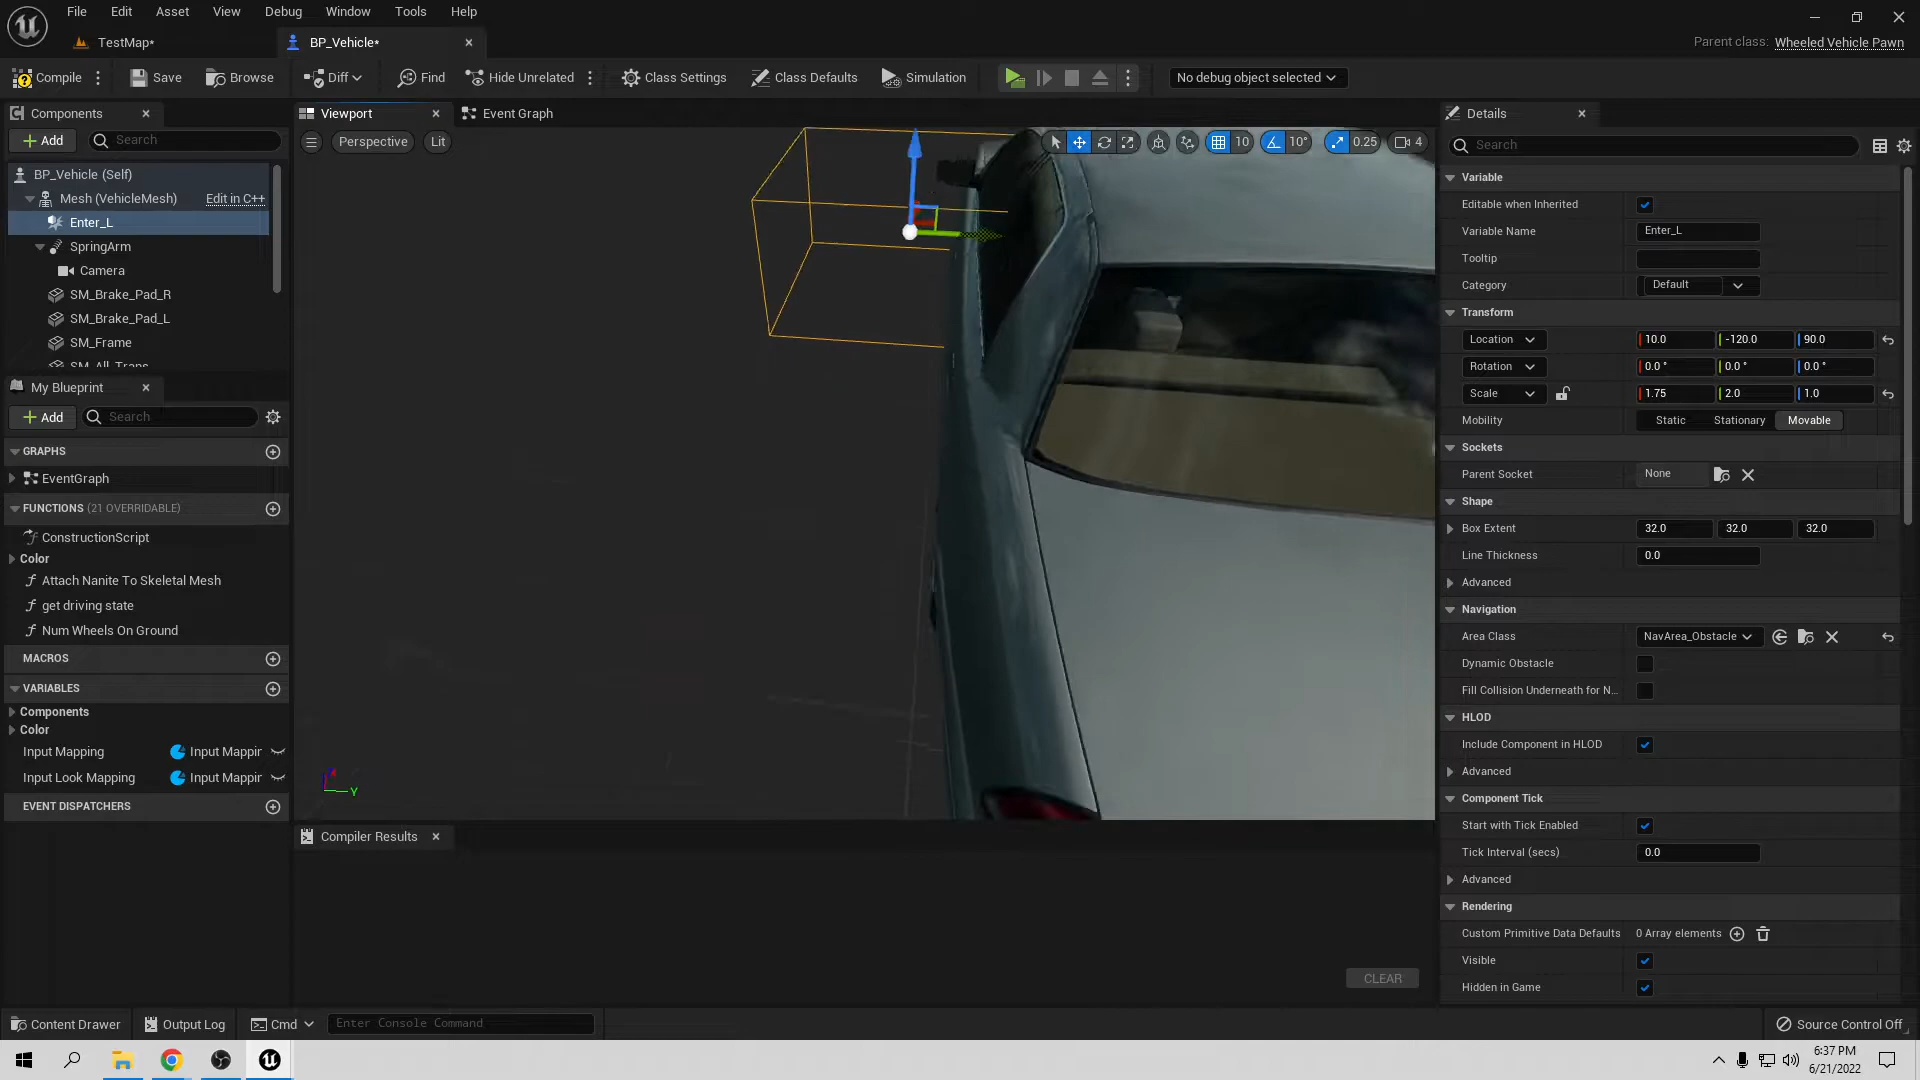 File Edit Asset View Debug Window Tools Help
TestMap*
BP_Vehicle*
Parent class: Wheeled Vehicle Pawn
Compile
Save
Browse
Diff
Find
Hide Unrelated
Class Settings
Class Defaults
Simulation
No debug object selected
Components
Add
Search
BP_Vehicle (Self)
Mesh (VehicleMesh) Edit in C++
Enter_L
SpringArm
Camera
SM_Brake_Pad_R
SM_Brake_Pad_L
SM_Frame
My Blueprint
Add
Search
GRAPHS
EventGraph
FUNCTIONS (21 OVERRIDABLE)
ConstructionScript
Color
Attach Nanite To Skeletal Mesh
get driving state
Num Wheels On Ground
MACROS
VARIABLES
Components
Color
Input Mapping Input Mappir
Input Look Mapping Input Mappir
EVENT DISPATCHERS
Viewport
Event Graph
Perspective
Lit
10
10°
0.25
4
Y
Compiler Results
CLEAR
Details
Search
Variable
Editable when Inherited
Variable Name Enter_L
Tooltip
Category Default
Transform
Location 10.0 -120.0 90.0
Rotation 0.0 ° 0.0 ° 0.0 °
Scale 1.75 2.0 1.0
Mobility Static Stationary Movable
Sockets
Parent Socket None
Shape
Box Extent 32.0 32.0 32.0
Line Thickness 0.0
Advanced
Navigation
Area Class NavArea_Obstacle
Dynamic Obstacle
Fill Collision Underneath for N...
HLOD
Include Component in HLOD
Advanced
Component Tick
Start with Tick Enabled
Tick Interval (secs) 0.0
Advanced
Rendering
Custom Primitive Data Defaults 0 Array elements
Visible
Hidden in Game
Content Drawer
Output Log
Cmd
Enter Console Command
Source Control Off
6:37 PM
6/21/2022